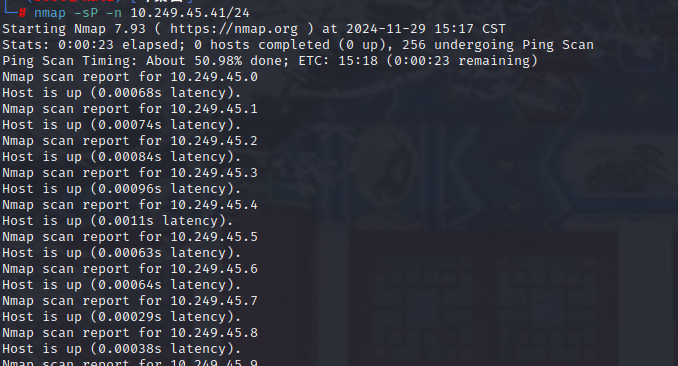 └─# nmap -sP -n 10.249.45.41/24
Starting Nmap 7.93 ( https://nmap.org ) at 2024-11-29 15:17 CST
Stats: 0:00:23 elapsed; 0 hosts completed (0 up), 256 undergoing Ping Scan
Ping Scan Timing: About 50.98% done; ETC: 15:18 (0:00:23 remaining)
Nmap scan report for 10.249.45.0
Host is up (0.00068s latency).
Nmap scan report for 10.249.45.1
Host is up (0.00074s latency).
Nmap scan report for 10.249.45.2
Host is up (0.00084s latency).
Nmap scan report for 10.249.45.3
Host is up (0.00096s latency).
Nmap scan report for 10.249.45.4
Host is up (0.0011s latency).
Nmap scan report for 10.249.45.5
Host is up (0.00063s latency).
Nmap scan report for 10.249.45.6
Host is up (0.00064s latency).
Nmap scan report for 10.249.45.7
Host is up (0.00029s latency).
Nmap scan report for 10.249.45.8
Host is up (0.00038s latency).
Nmap scan report for 10.249.45.9